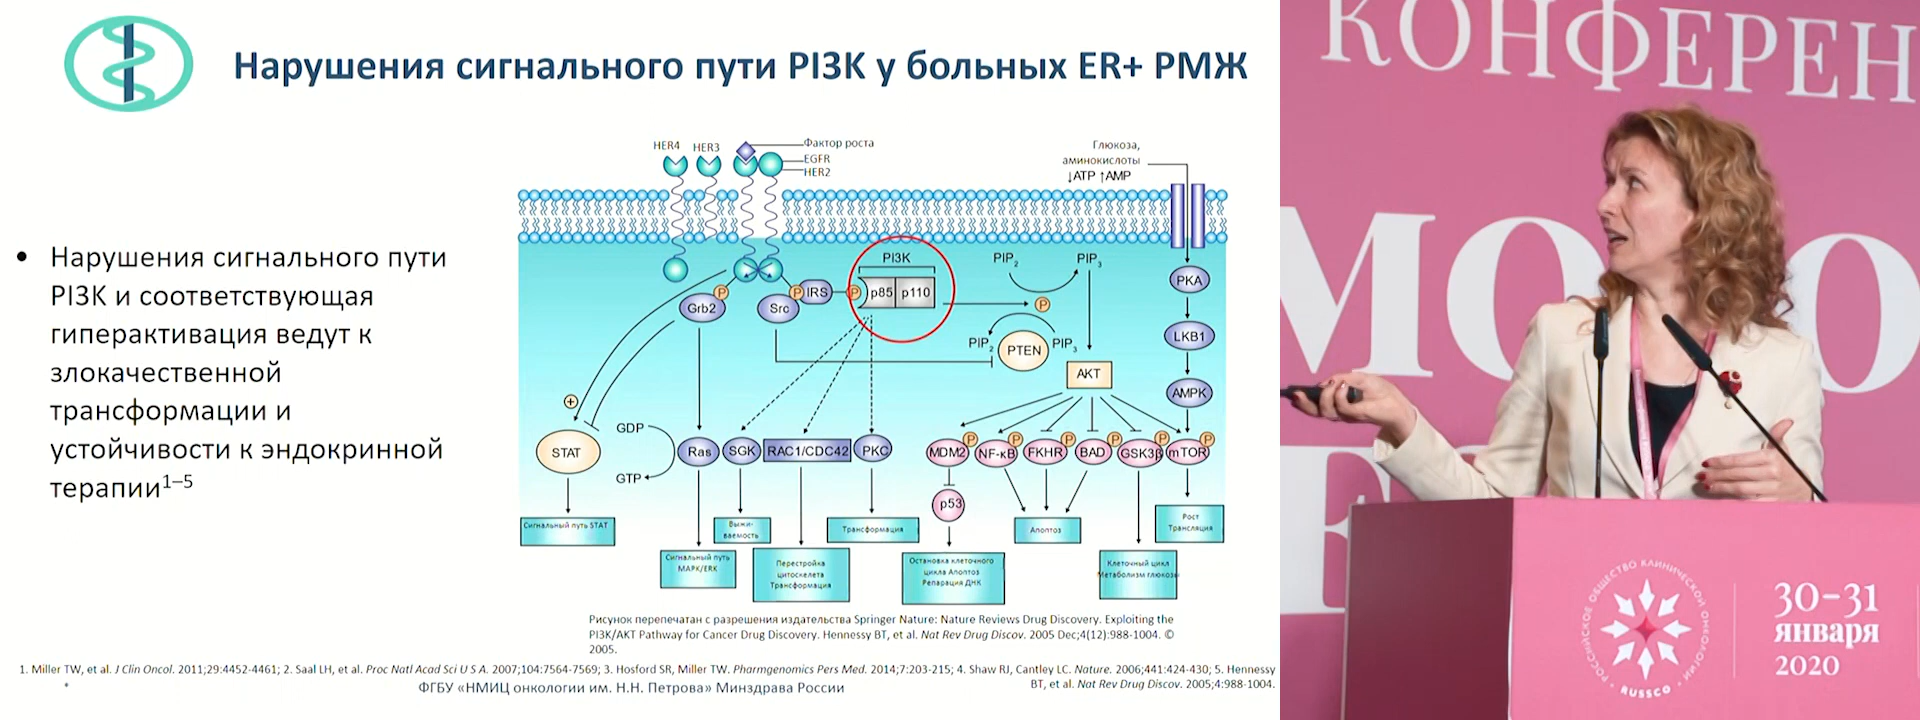 Нарушения сигнального пути PI3K у больных ER+ РМЖ
• Нарушения сигнального пути
PI3K и соответствующая
гиперактивация ведут к
злокачественной
трансформации и
устойчивости к эндокринной
терапии1–5
HER4
HER3
Фактор роста
EGFR
HER2
Глюкоза,
аминокислоты
↓ATP ↑AMP
PI3K
p85
p110
PIP2
PIP3
P
IRS
P
P
P
Grb2
Src
PKA
PIP2
PTEN
PIP3
LKB1
AKT
AMPK
+
GDP
GTP
STAT
Ras
SGK
RAC1/CDC42
PKC
P
P
P
P
P
P
MDM2
NF-κB
FKHR
BAD
GSK3β
mTOR
p53
Сигнальный путь STAT
Выжи-
ваемость
Трансформация
Апоптоз
Рост
Трансляция
Сигнальный путь
MAPK/ERK
Перестройка
цитоскелета
Трансформация
Остановка клеточного
цикла Апоптоз
Репарация ДНК
Клеточный цикл
Метаболизм глюкозы
Рисунок перепечатан с разрешения издательства Springer Nature: Nature Reviews Drug Discovery. Exploiting the
PI3K/AKT Pathway for Cancer Drug Discovery. Hennessy BT, et al. Nat Rev Drug Discov. 2005 Dec;4(12):988-1004. ©
2005.
1. Miller TW, et al. J Clin Oncol. 2011;29:4452-4461; 2. Saal LH, et al. Proc Natl Acad Sci U S A. 2007;104:7564-7569; 3. Hosford SR, Miller TW. Pharmgenomics Pers Med. 2014;7:203-215; 4. Shaw RJ, Cantley LC. Nature. 2006;441:424-430; 5. Hennessy
BT, et al. Nat Rev Drug Discov. 2005;4:988-1004.
*
ФГБУ «НМИЦ онкологии им. Н.Н. Петрова» Минздрава России
КОНФЕРЕН
МО О
РОССИЙСКОЕ ОБЩЕСТВО КЛИНИЧЕСКОЙ ОНКОЛОГИИ
RUSSCO
30-31
января
2020